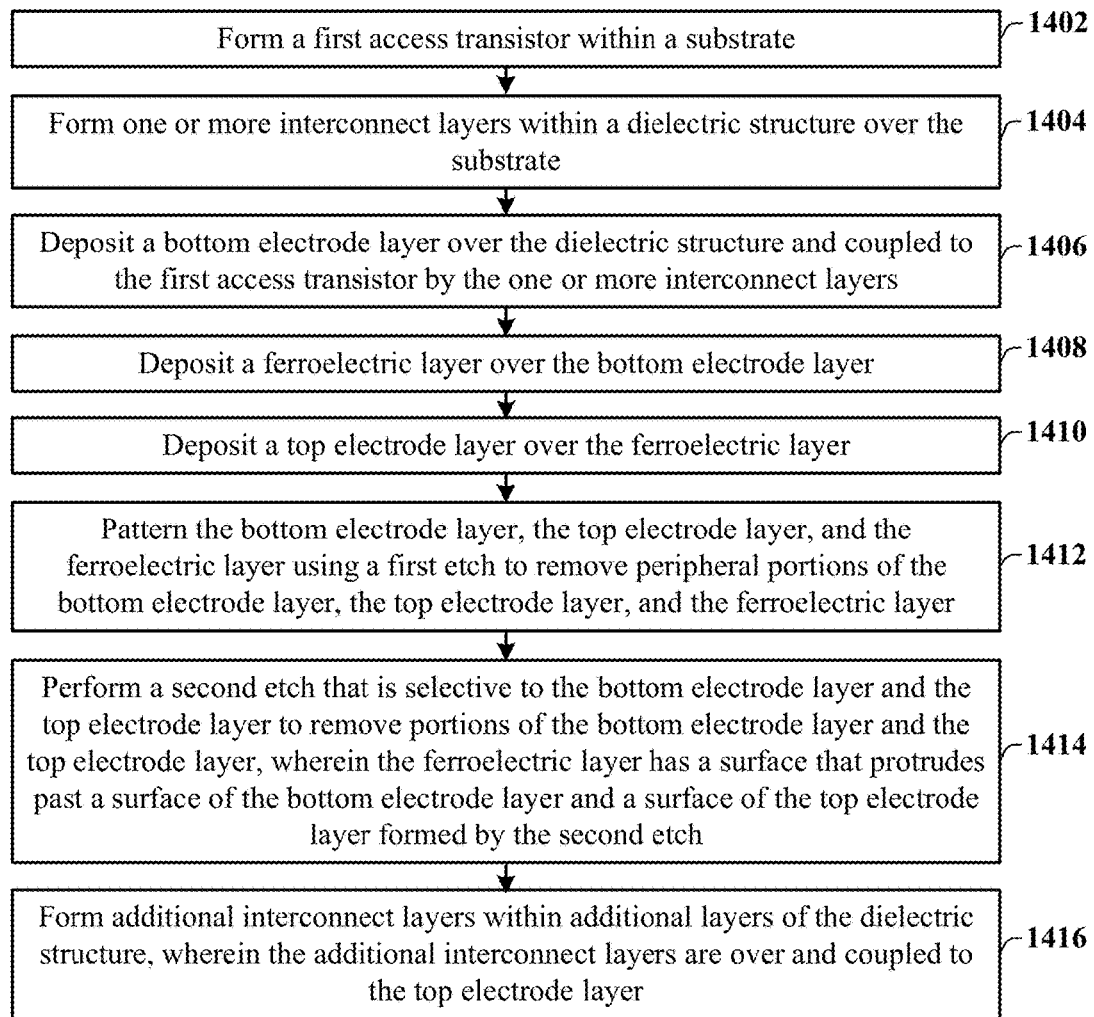 Form a first access transistor within a substrate
1402
Form one or more interconnect layers within a dielectric structure over the
substrate
1404
Deposit a bottom electrode layer over the dielectric structure and coupled to
the first access transistor by the one or more interconnect layers
1406
Deposit a ferroelectric layer over the bottom electrode layer
1408
Deposit a top electrode layer over the ferroelectric layer
1410
Pattern the bottom electrode layer, the top electrode layer, and the
ferroelectric layer using a first etch to remove peripheral portions of the
bottom electrode layer, the top electrode layer, and the ferroelectric layer
1412
Perform a second etch that is selective to the bottom electrode layer and the
top electrode layer to remove portions of the bottom electrode layer and the
top electrode layer, wherein the ferroelectric layer has a surface that protrudes
past a surface of the bottom electrode layer and a surface of the top electrode
layer formed by the second etch
1414
Form additional interconnect layers within additional layers of the dielectric
structure, wherein the additional interconnect layers are over and coupled to
the top electrode layer
1416